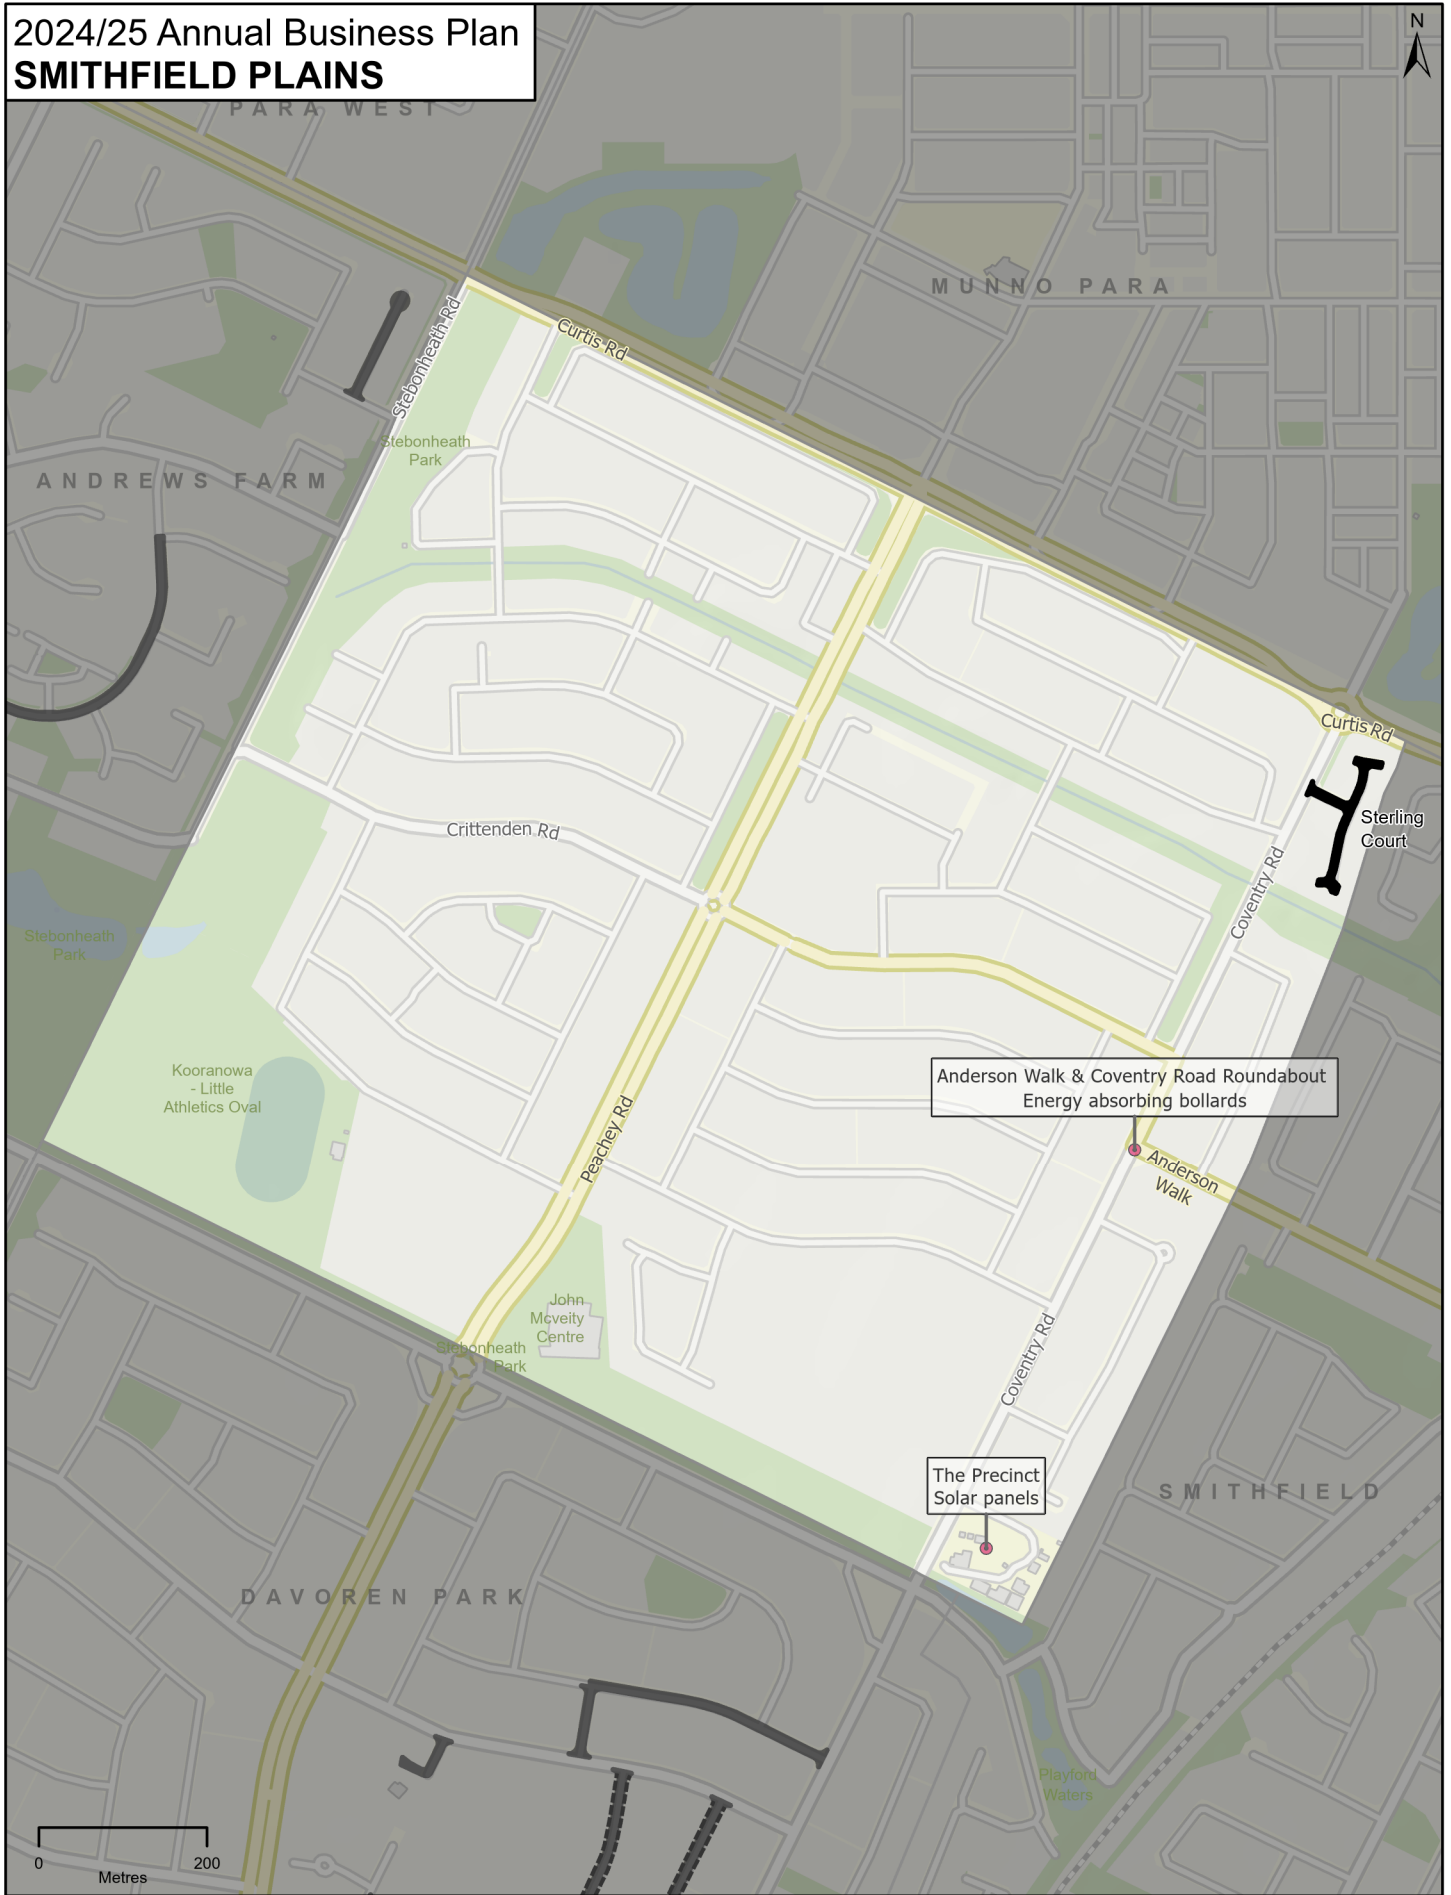 2024/25 Annual Business Plan
SMITHFIELD PLAINS
N
PARA WEST
MUNNO PARA
Curtis Rd
Stebonheath Rd
Stebonheath
Park
ANDREWS FARM
Curtis Rd
Sterling
Court
Crittenden Rd
Coventry Rd
Stebonheath
Park
Kooranowa
- Little
Athletics Oval
Anderson Walk & Coventry Road Roundabout
Energy absorbing bollards
Peachey Rd
Anderson
Walk
John
Mcveity
Centre
Stebonheath
Park
Coventry Rd
The Precinct
Solar panels
SMITHFIELD
DAVOREN PARK
Playford
Waters
0
200
Metres